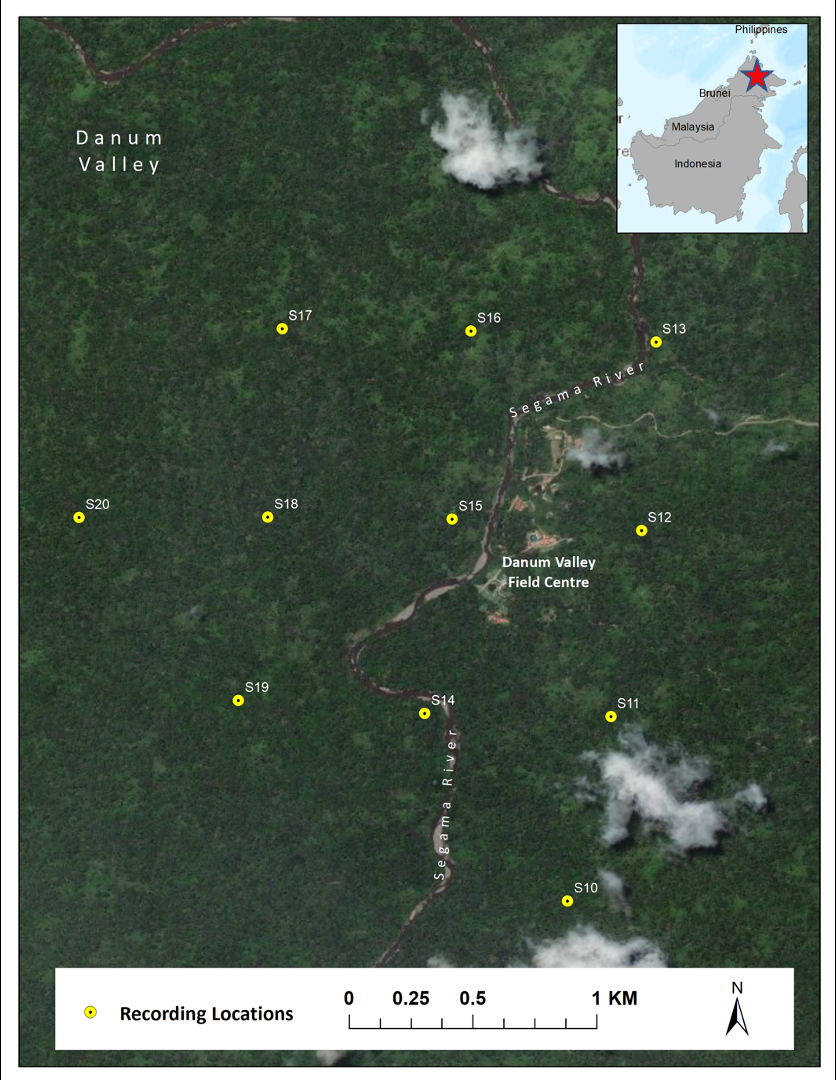 Philippines
Brunei
Malaysia
Indonesia
Danum
Valley
S17
S16
S13
Segama River
S20
S18
S15
S12
Danum Valley
Field Centre
S19
S14
S11
Segama River
S10
Recording Locations
0 0.25 0.5 1 KM
N